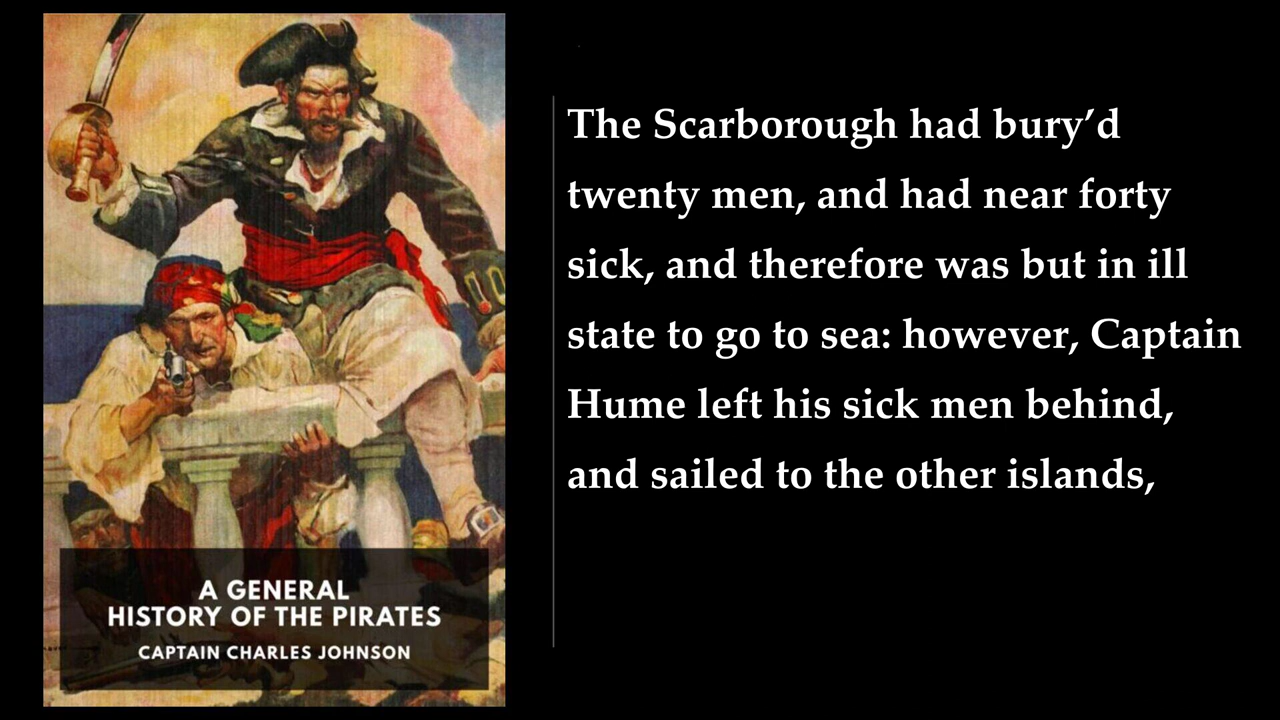 A GENERAL
HISTORY OF THE PIRATES
CAPTAIN CHARLES JOHNSON
The Scarborough had bury’d
twenty men, and had near forty
sick, and therefore was but in ill
state to go to sea: however, Captain
Hume left his sick men behind,
and sailed to the other islands,